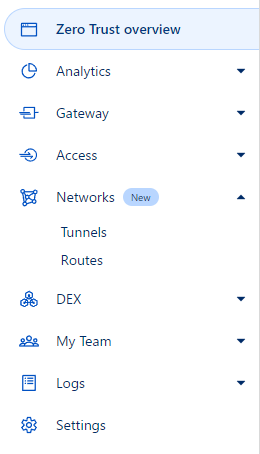 Zero Trust overview
Analytics
Gateway
Access
Networks New
Tunnels
Routes
DEX
My Team
Logs
Settings